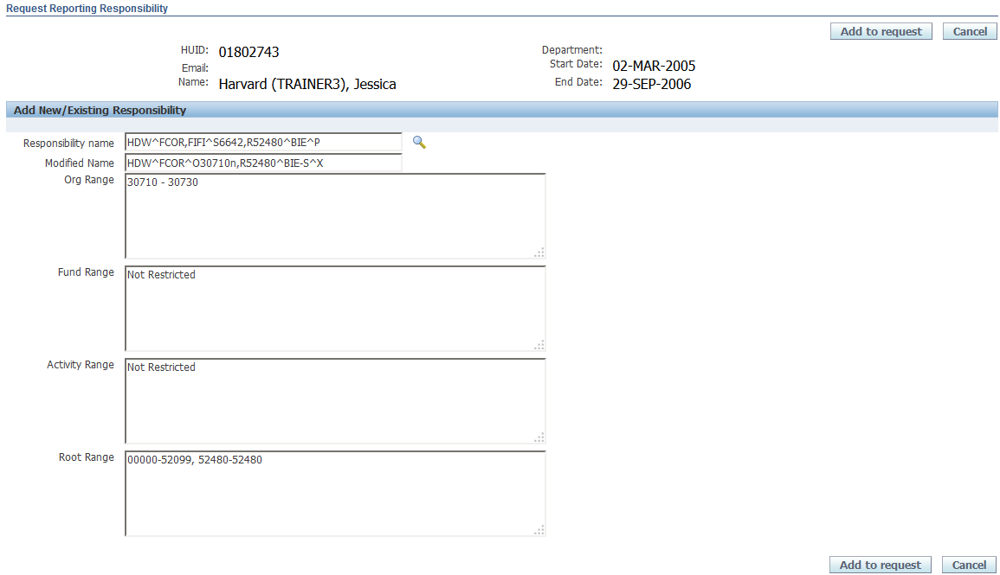 Request Reporting Responsibility
Add to request Cancel
HUID: 01802743 Department:
Email: Start Date: 02-MAR-2005
Name: Harvard (TRAINER3), Jessica End Date: 29-SEP-2006
Add New/Existing Responsibility
Responsibility name HDW^FCOR,FIFI^S6642,R52480^BIE^P
Modified Name HDW^FCOR^O30710n,R52480^BIE-S^X
Org Range 30710 - 30730
Fund Range Not Restricted
Activity Range Not Restricted
Root Range 00000-52099, 52480-52480
Add to request Cancel